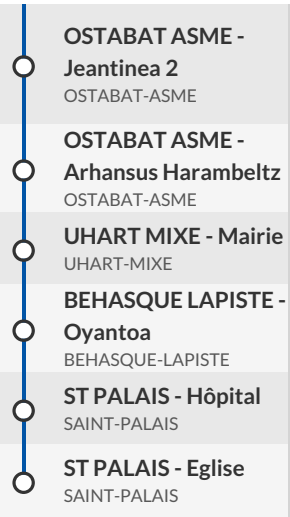 OSTABAT ASME -
Jeantinea 2
OSTABAT-ASME
OSTABAT ASME -
Arhansus Harambeltz
OSTABAT-ASME
UHART MIXE - Mairie
UHART-MIXE
BEHASQUE LAPISTE -
Oyantoa
BEHASQUE-LAPISTE
ST PALAIS - Hôpital
SAINT-PALAIS
ST PALAIS - Eglise
SAINT-PALAIS